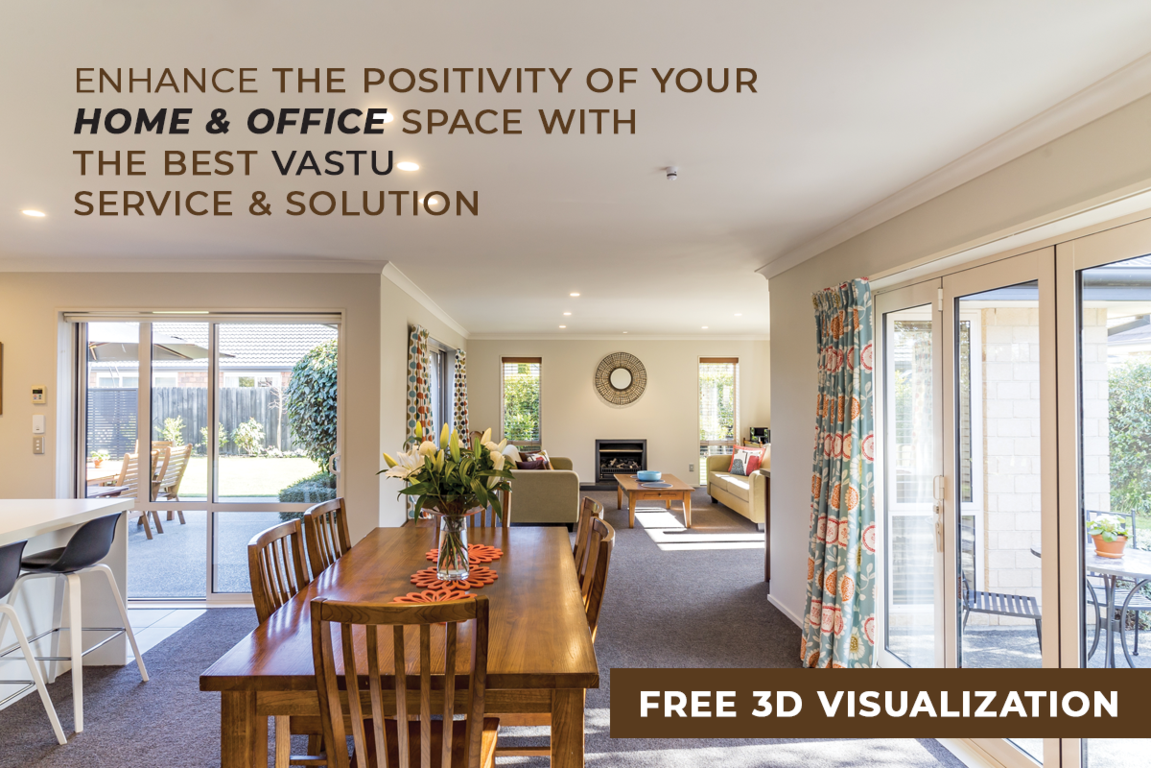 ENHANCE THE POSITIVITY OF YOUR
HOME & OFFICE SPACE WITH
THE BEST VASTU
SERVICE & SOLUTION
FREE 3D VISUALIZATION